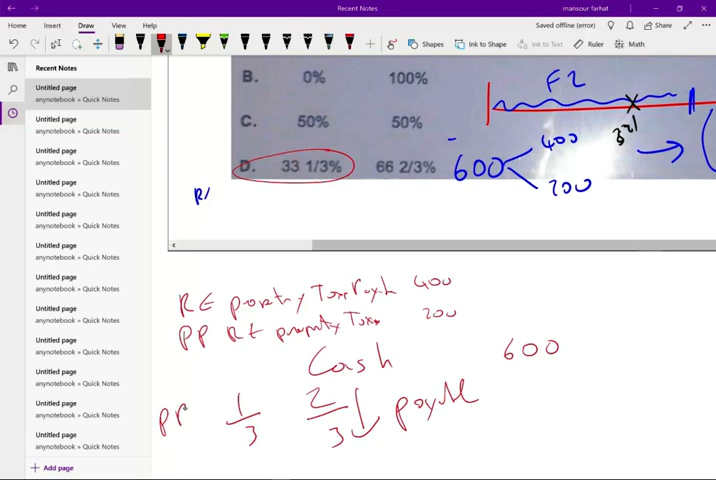 Recent Notes
mansour farhat
Home Insert Draw View Help
Saved offline (error)
Share
Shapes
Ink to Shape
Ink to Text
Ruler
Math
Recent Notes
Untitled page
anynotebook » Quick Notes
Untitled page
anynotebook » Quick Notes
Untitled page
anynotebook » Quick Notes
Untitled page
anynotebook » Quick Notes
Untitled page
anynotebook » Quick Notes
Untitled page
anynotebook » Quick Notes
Untitled page
anynotebook » Quick Notes
Untitled page
anynotebook » Quick Notes
Untitled page
anynotebook » Quick Notes
Untitled page
anynotebook » Quick Notes
Untitled page
anynotebook » Quick Notes
Untitled page
anynotebook » Quick Notes
+ Add page
B. 0% 100%
C. 50% 50%
D. 33 1/3% 66 2/3%
F2
600
400
200
RE 400
PP RE property 200
Cash 600
PP 1/3 2/3